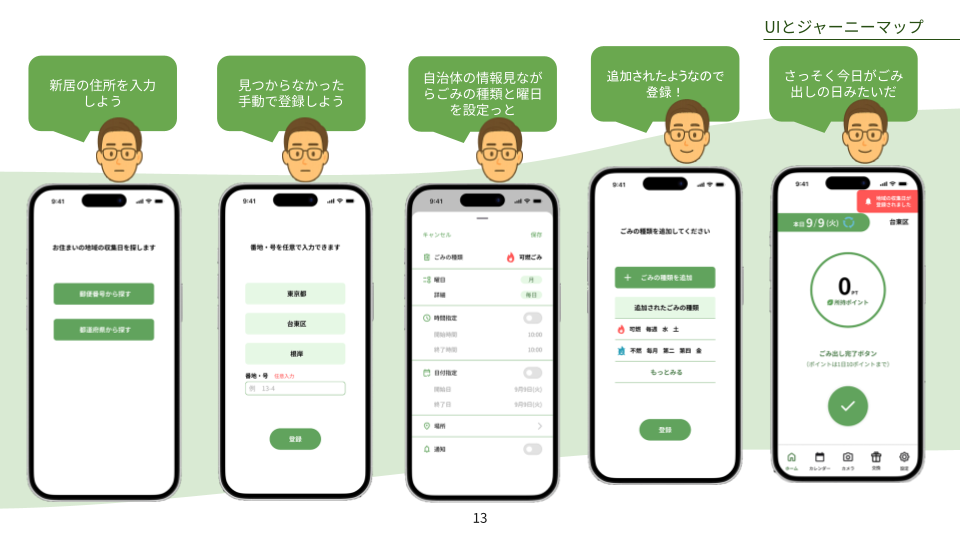 UIとジャーニーマップ
新居の住所を入力
しよう
9:41
お住まいの地域の収集日を探します
郵便番号から探す
都道府県から探す
見つからなかった
手動で登録しよう
9:41
番地・号を任意で入力できます
東京都
台東区
根岸
番地・号 任意入力
例 13-4
登録
自治体の情報見なが
らごみの種類と曜日
を設定っと
9:41
キャンセル 保存
ごみの種類 可燃ごみ
曜日 月
詳細 毎日
時間指定
開始時間 10:00
終了時間 10:00
日付指定
開始日 9月9日(火)
終了日 9月9日(火)
場所
通知
追加されたようなので
登録！
9:41
ごみの種類を追加してください
＋ ごみの種類を追加
追加されたごみの種類
可燃 毎週 水 土
不燃 毎月 第二 第四 金
もっとみる
登録
さっそく今日がごみ
出しの日みたいだ
9:41
地域の収集日が
登録されました
本日 9/9 (火) 台東区
0 PT
所持ポイント
ごみ出し完了ボタン
(ポイントは1日10ポイントまで)
ホーム カレンダー カメラ 交換 設定
13